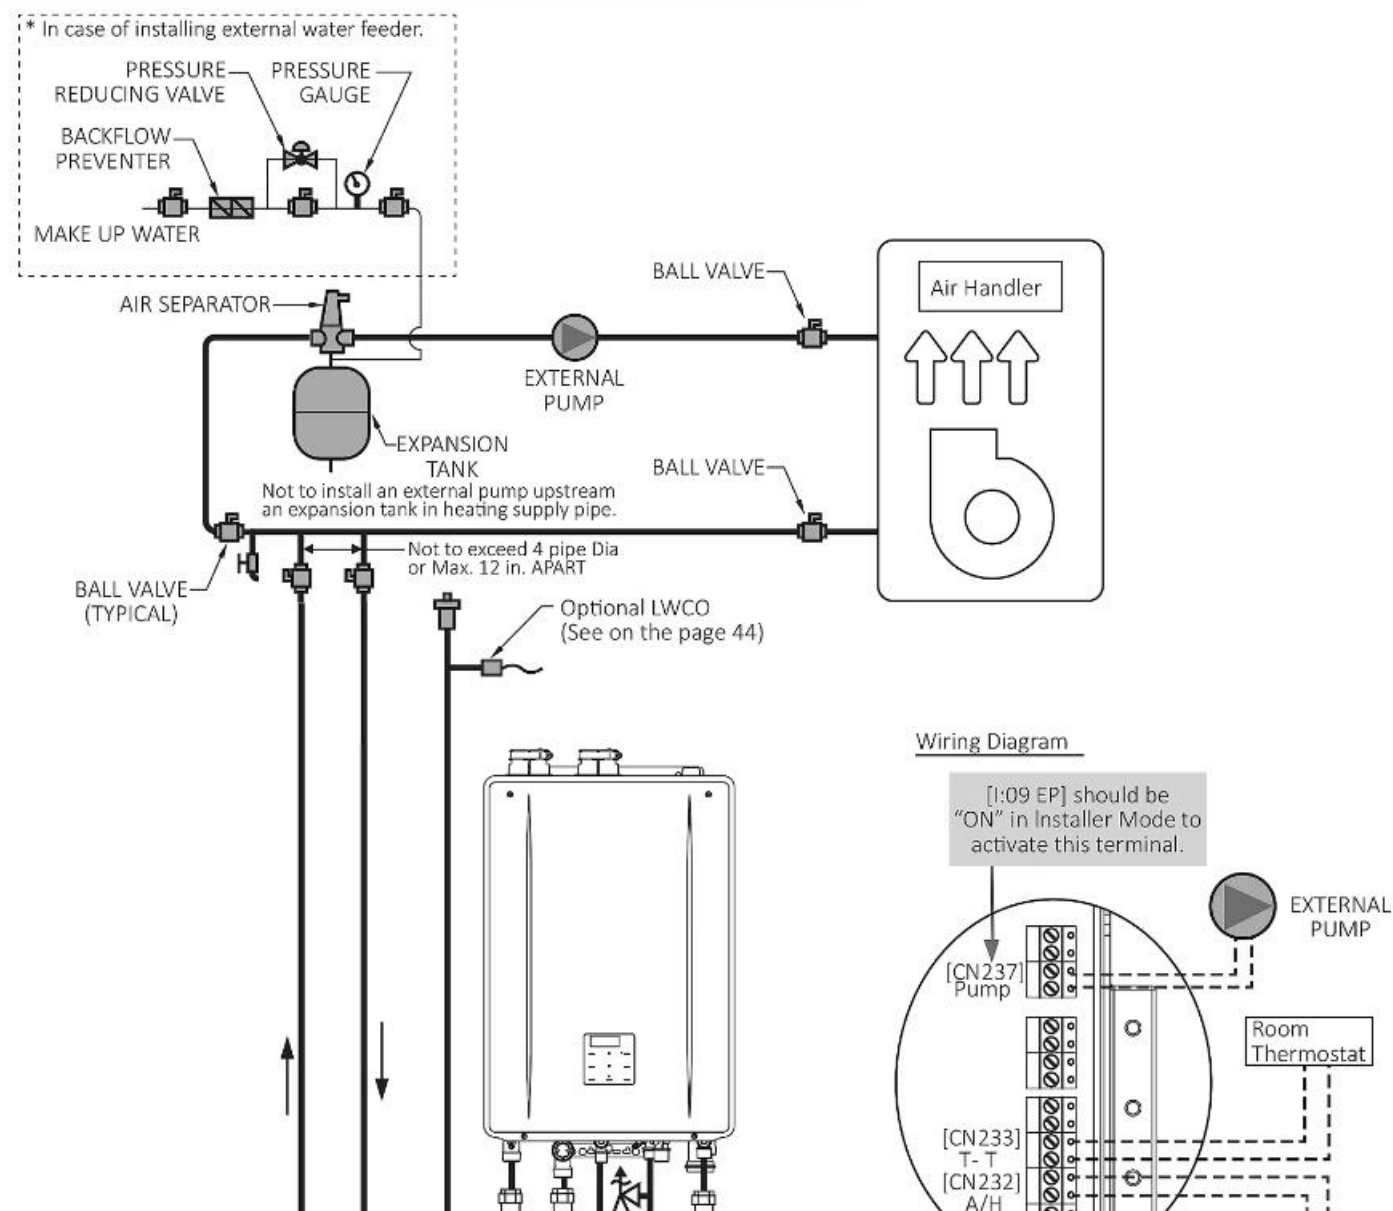 * In case of installing external water feeder.
PRESSURE
REDUCING VALVE
PRESSURE
GAUGE
BACKFLOW
PREVENTER
MAKE UP WATER
AIR SEPARATOR
BALL VALVE
Air Handler
EXTERNAL
PUMP
EXPANSION
TANK
Not to install an external pump upstream
an expansion tank in heating supply pipe.
BALL VALVE
Not to exceed 4 pipe Dia
or Max. 12 in. APART
BALL VALVE
(TYPICAL)
Optional LWCO
(See on the page 44)
Wiring Diagram
[I:09 EP] should be
“ON” in Installer Mode to
activate this terminal.
EXTERNAL
PUMP
[CN237]
Pump
Room
Thermostat
[CN233]
T- T
[CN232]
A/H